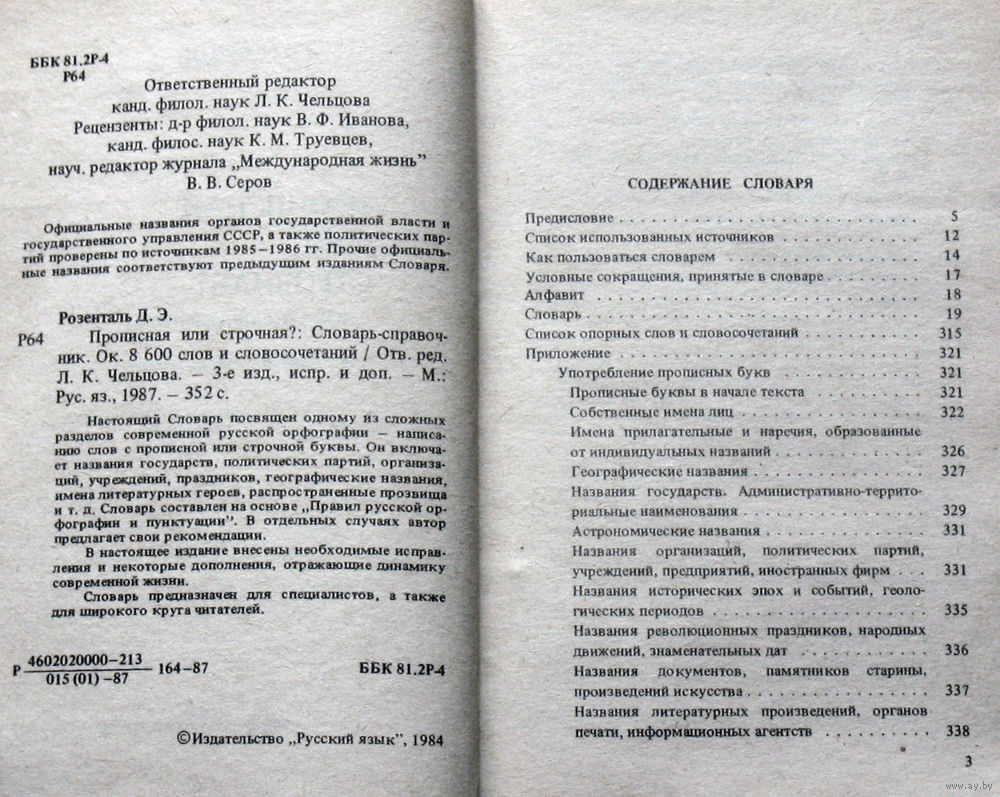 ББК 81.2Р-4
Р64
Ответственный редактор
канд. филол. наук Л. К. Чельцова
Рецензенты: д-р филол. наук В. Ф. Иванова,
канд. филос. наук К. М. Труевцев,
науч. редактор журнала „Международная жизнь”
В. В. Серов
Официальные названия органов государственной власти и
государственного управления СССР, а также политических пар-
тий проверены по источникам 1985–1986 гг. Прочие официаль-
ные названия соответствуют предыдущим изданиям Словаря.
Розенталь Д. Э.
Р64 Прописная или строчная?: Словарь-справоч-
ник. Ок. 8 600 слов и словосочетаний / Отв. ред.
Л. К. Чельцова. – 3-е изд., испр. и доп. – М.:
Рус. яз., 1987. – 352 с.
Настоящий Словарь посвящен одному из сложных
разделов современной русской орфографии – написа-
нию слов с прописной или строчной буквы. Он включа-
ет названия государств, политических партий, организа-
ций, учреждений, праздников, географические названия,
имена литературных героев, распространенные прозвища
и т. д. Словарь составлен на основе „Правил русской ор-
фографии и пунктуации”. В отдельных случаях автор
предлагает свои рекомендации.
В настоящее издание внесены необходимые исправ-
ления и некоторые дополнения, отражающие динамику
современной жизни.
Словарь предназначен для специалистов, а также
для широкого круга читателей.
Р 4602020000–213 164–87 ББК 81.2Р-4
015 (01) –87
©Издательство „Русский язык”, 1984
СОДЕРЖАНИЕ СЛОВАРЯ
Предисловие . . . . . . . . . . 5
Список использованных источников . . . . . . . . . . 12
Как пользоваться словарем . . . . . . . . . . 14
Условные сокращения, принятые в словаре . . . . . . . . . . 17
Алфавит . . . . . . . . . . 18
Словарь . . . . . . . . . . 19
Список опорных слов и словосочетаний . . . . . . . . . . 315
Приложение . . . . . . . . . . 321
Употребление прописных букв . . . . . . . . . . 321
Прописные буквы в начале текста . . . . . . . . . . 321
Собственные имена лиц . . . . . . . . . . 322
Имена прилагательные и наречия, образованные
от индивидуальных названий . . . . . . . . . . 326
Географические названия . . . . . . . . . . 327
Названия государств. Административно-террито-
риальные наименования . . . . . . . . . . 329
Астрономические названия . . . . . . . . . . 331
Названия организаций, политических партий,
учреждений, предприятий, иностранных фирм . . . 331
Названия исторических эпох и событий, геоло-
гических периодов . . . . . . . . . . 335
Названия революционных праздников, народных
движений, знаменательных дат . . . . . . . . . . 336
Названия документов, памятников старины,
произведений искусства . . . . . . . . . . 337
Названия литературных произведений, органов
печати, информационных агентств . . . . . . . . . . 338
3
www.ay.by